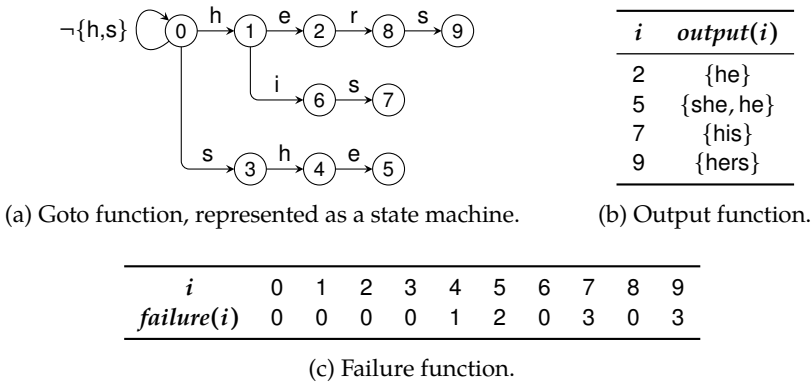 ¬{h,s} 0 h 1 e 2 r 8 s 9
i 6 s 7
s 3 h 4 e 5
(a) Goto function, represented as a state machine.
i output(i)
2 {he}
5 {she, he}
7 {his}
9 {hers}
(b) Output function.
i 0 1 2 3 4 5 6 7 8 9
failure(i) 0 0 0 0 1 2 0 3 0 3
(c) Failure function.